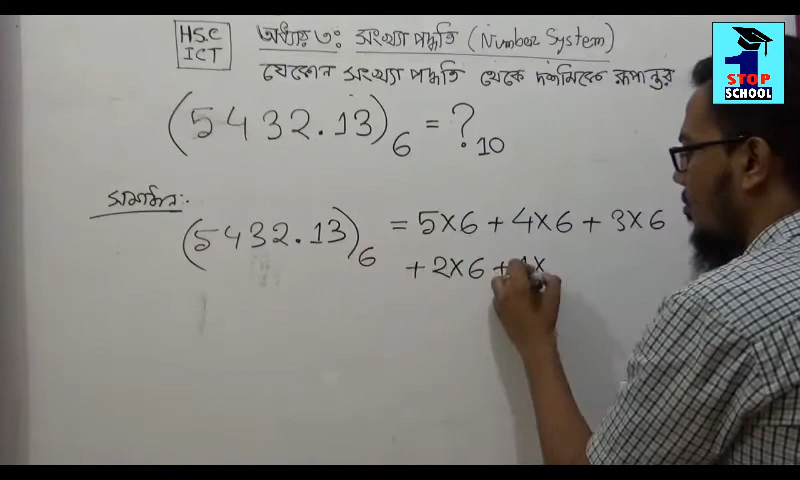 HSC
ICT
অধ্যায় ৩ঃ সংখ্যা পদ্ধতি (Number System)
যেকোন সংখ্যা পদ্ধতি থেকে দশমিকে রূপান্তর
1
STOP
SCHOOL
(5432.13)₆ = ?₁₀
সমাধানঃ
(5432.13)₆ = 5×6 + 4×6 + 3×6
+ 2×6 + 1×